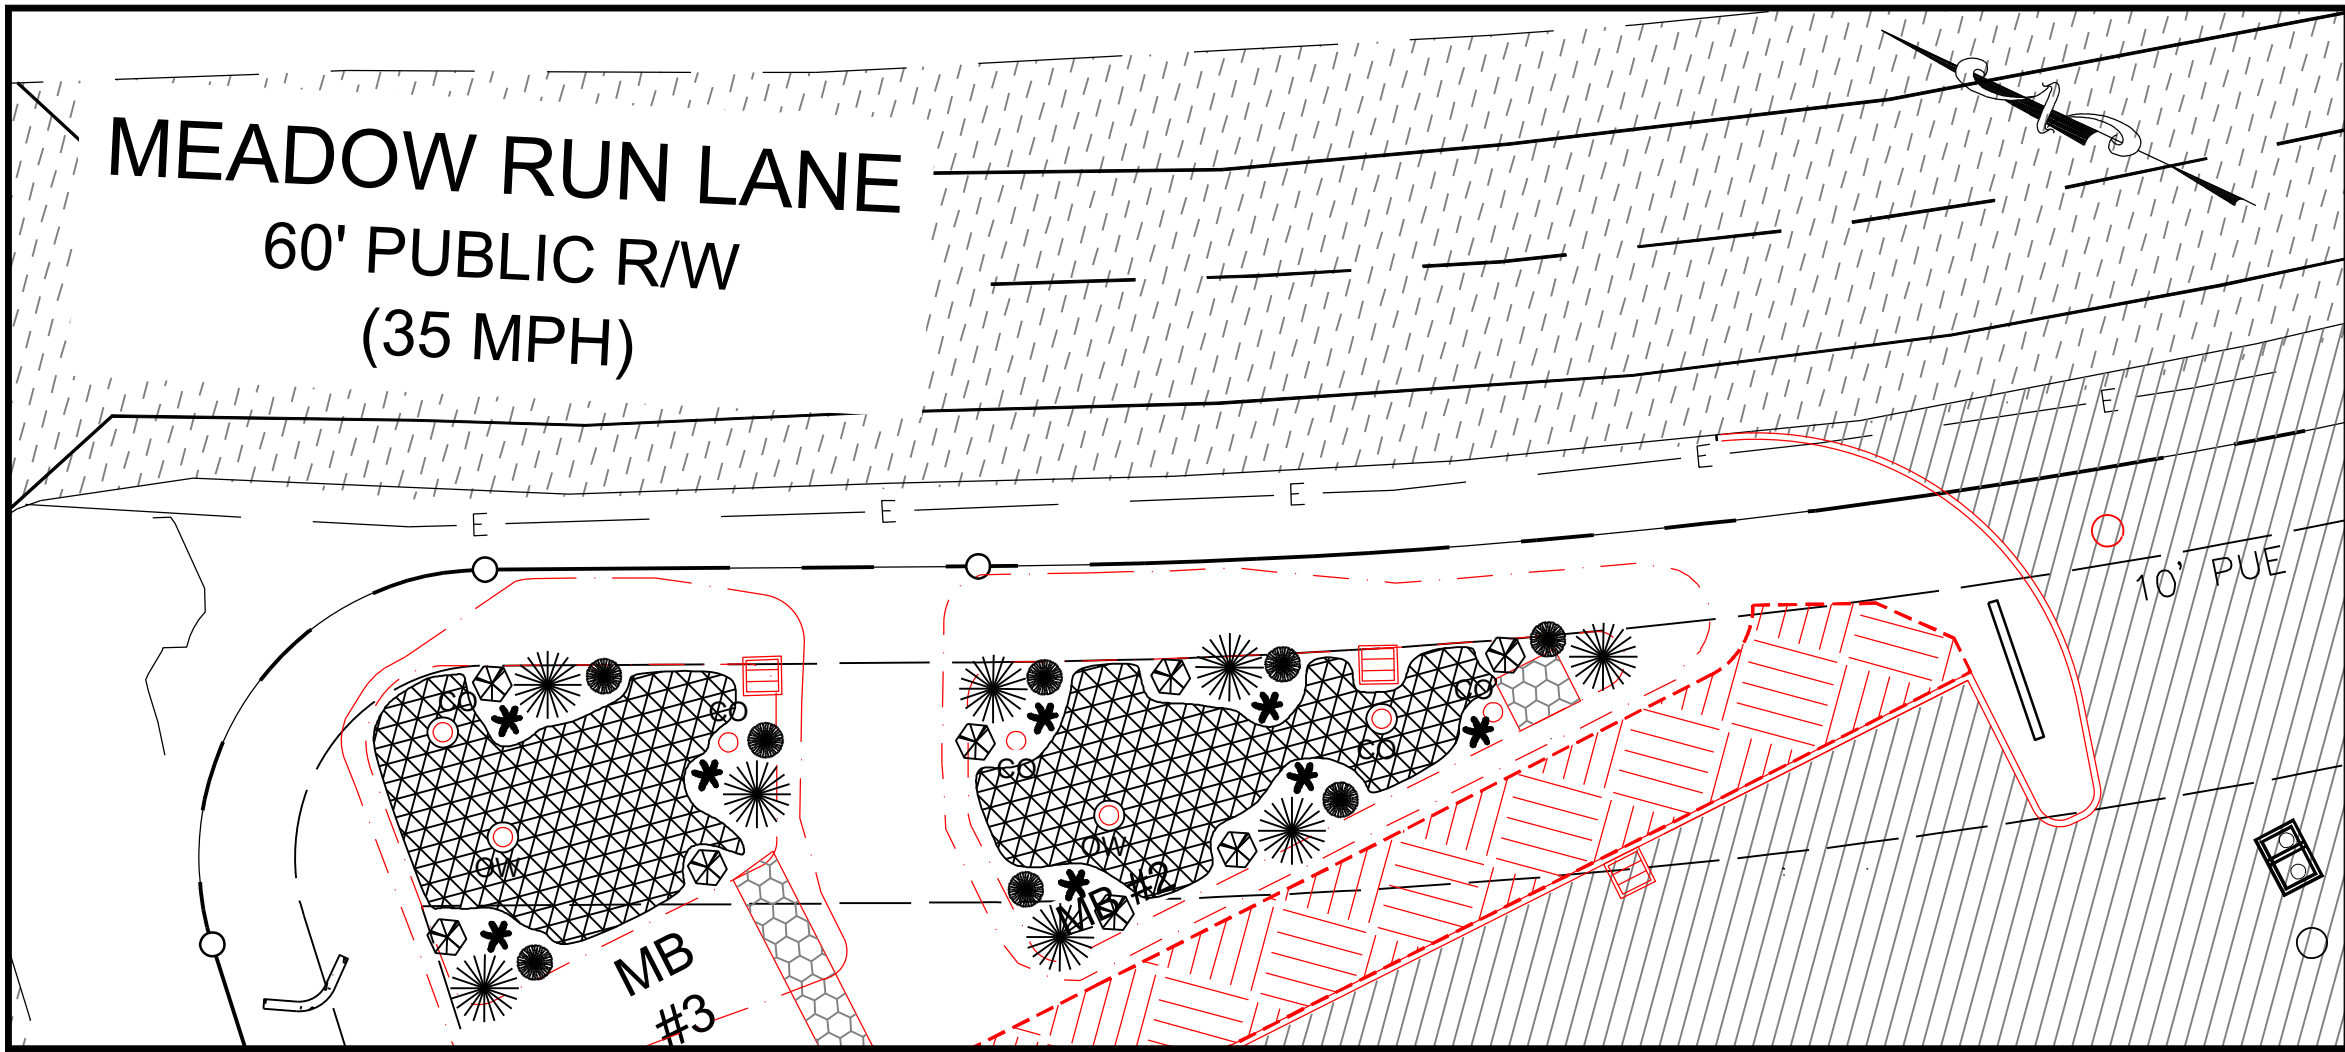 MEADOW RUN LANE
60' PUBLIC R/W
(35 MPH)
E
E
E
E
E
10' PUE
CO
CO
CO
CO
CO
OW
OW
MB #2
MB
#3